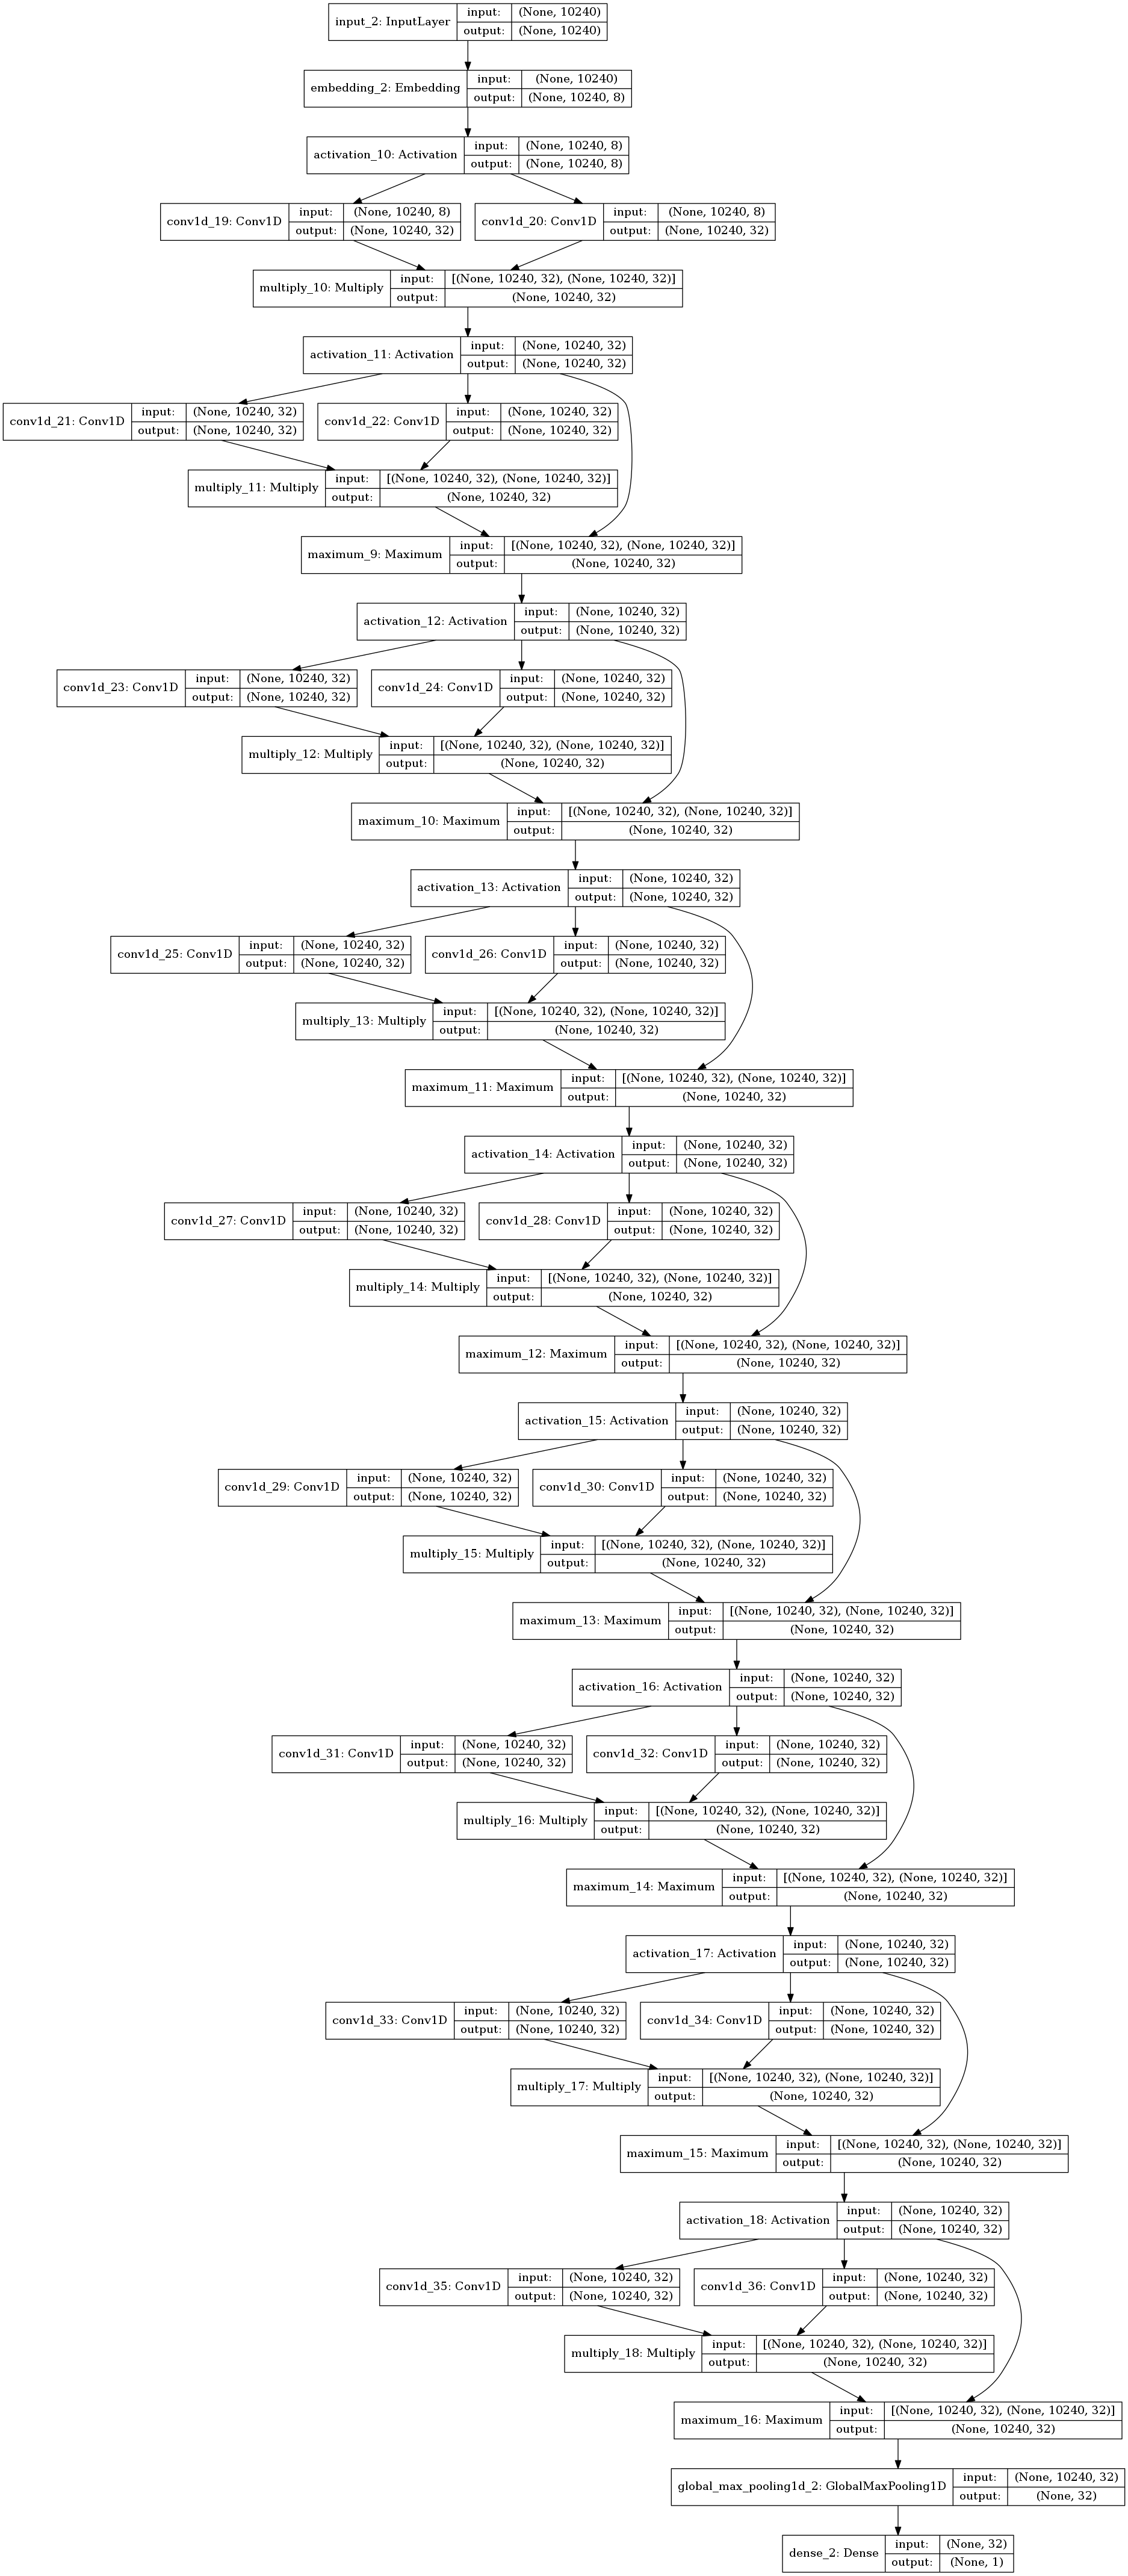 input_2: InputLayer
input:
(None, 10240)
output:
(None, 10240)
embedding_2: Embedding
input:
(None, 10240)
output:
(None, 10240, 8)
activation_10: Activation
input:
(None, 10240, 8)
output:
(None, 10240, 8)
conv1d_19: Conv1D
input:
(None, 10240, 8)
output:
(None, 10240, 32)
conv1d_20: Conv1D
input:
(None, 10240, 8)
output:
(None, 10240, 32)
multiply_10: Multiply
input:
[(None, 10240, 32), (None, 10240, 32)]
output:
(None, 10240, 32)
activation_11: Activation
input:
(None, 10240, 32)
output:
(None, 10240, 32)
conv1d_21: Conv1D
input:
(None, 10240, 32)
output:
(None, 10240, 32)
conv1d_22: Conv1D
input:
(None, 10240, 32)
output:
(None, 10240, 32)
multiply_11: Multiply
input:
[(None, 10240, 32), (None, 10240, 32)]
output:
(None, 10240, 32)
maximum_9: Maximum
input:
[(None, 10240, 32), (None, 10240, 32)]
output:
(None, 10240, 32)
activation_12: Activation
input:
(None, 10240, 32)
output:
(None, 10240, 32)
conv1d_23: Conv1D
input:
(None, 10240, 32)
output:
(None, 10240, 32)
conv1d_24: Conv1D
input:
(None, 10240, 32)
output:
(None, 10240, 32)
multiply_12: Multiply
input:
[(None, 10240, 32), (None, 10240, 32)]
output:
(None, 10240, 32)
maximum_10: Maximum
input:
[(None, 10240, 32), (None, 10240, 32)]
output:
(None, 10240, 32)
activation_13: Activation
input:
(None, 10240, 32)
output:
(None, 10240, 32)
conv1d_25: Conv1D
input:
(None, 10240, 32)
output:
(None, 10240, 32)
conv1d_26: Conv1D
input:
(None, 10240, 32)
output:
(None, 10240, 32)
multiply_13: Multiply
input:
[(None, 10240, 32), (None, 10240, 32)]
output:
(None, 10240, 32)
maximum_11: Maximum
input:
[(None, 10240, 32), (None, 10240, 32)]
output:
(None, 10240, 32)
activation_14: Activation
input:
(None, 10240, 32)
output:
(None, 10240, 32)
conv1d_27: Conv1D
input:
(None, 10240, 32)
output:
(None, 10240, 32)
conv1d_28: Conv1D
input:
(None, 10240, 32)
output:
(None, 10240, 32)
multiply_14: Multiply
input:
[(None, 10240, 32), (None, 10240, 32)]
output:
(None, 10240, 32)
maximum_12: Maximum
input:
[(None, 10240, 32), (None, 10240, 32)]
output:
(None, 10240, 32)
activation_15: Activation
input:
(None, 10240, 32)
output:
(None, 10240, 32)
conv1d_29: Conv1D
input:
(None, 10240, 32)
output:
(None, 10240, 32)
conv1d_30: Conv1D
input:
(None, 10240, 32)
output:
(None, 10240, 32)
multiply_15: Multiply
input:
[(None, 10240, 32), (None, 10240, 32)]
output:
(None, 10240, 32)
maximum_13: Maximum
input:
[(None, 10240, 32), (None, 10240, 32)]
output:
(None, 10240, 32)
activation_16: Activation
input:
(None, 10240, 32)
output:
(None, 10240, 32)
conv1d_31: Conv1D
input:
(None, 10240, 32)
output:
(None, 10240, 32)
conv1d_32: Conv1D
input:
(None, 10240, 32)
output:
(None, 10240, 32)
multiply_16: Multiply
input:
[(None, 10240, 32), (None, 10240, 32)]
output:
(None, 10240, 32)
maximum_14: Maximum
input:
[(None, 10240, 32), (None, 10240, 32)]
output:
(None, 10240, 32)
activation_17: Activation
input:
(None, 10240, 32)
output:
(None, 10240, 32)
conv1d_33: Conv1D
input:
(None, 10240, 32)
output:
(None, 10240, 32)
conv1d_34: Conv1D
input:
(None, 10240, 32)
output:
(None, 10240, 32)
multiply_17: Multiply
input:
[(None, 10240, 32), (None, 10240, 32)]
output:
(None, 10240, 32)
maximum_15: Maximum
input:
[(None, 10240, 32), (None, 10240, 32)]
output:
(None, 10240, 32)
activation_18: Activation
input:
(None, 10240, 32)
output:
(None, 10240, 32)
conv1d_35: Conv1D
input:
(None, 10240, 32)
output:
(None, 10240, 32)
conv1d_36: Conv1D
input:
(None, 10240, 32)
output:
(None, 10240, 32)
multiply_18: Multiply
input:
[(None, 10240, 32), (None, 10240, 32)]
output:
(None, 10240, 32)
maximum_16: Maximum
input:
[(None, 10240, 32), (None, 10240, 32)]
output:
(None, 10240, 32)
global_max_pooling1d_2: GlobalMaxPooling1D
input:
(None, 10240, 32)
output:
(None, 32)
dense_2: Dense
input:
(None, 32)
output:
(None, 1)